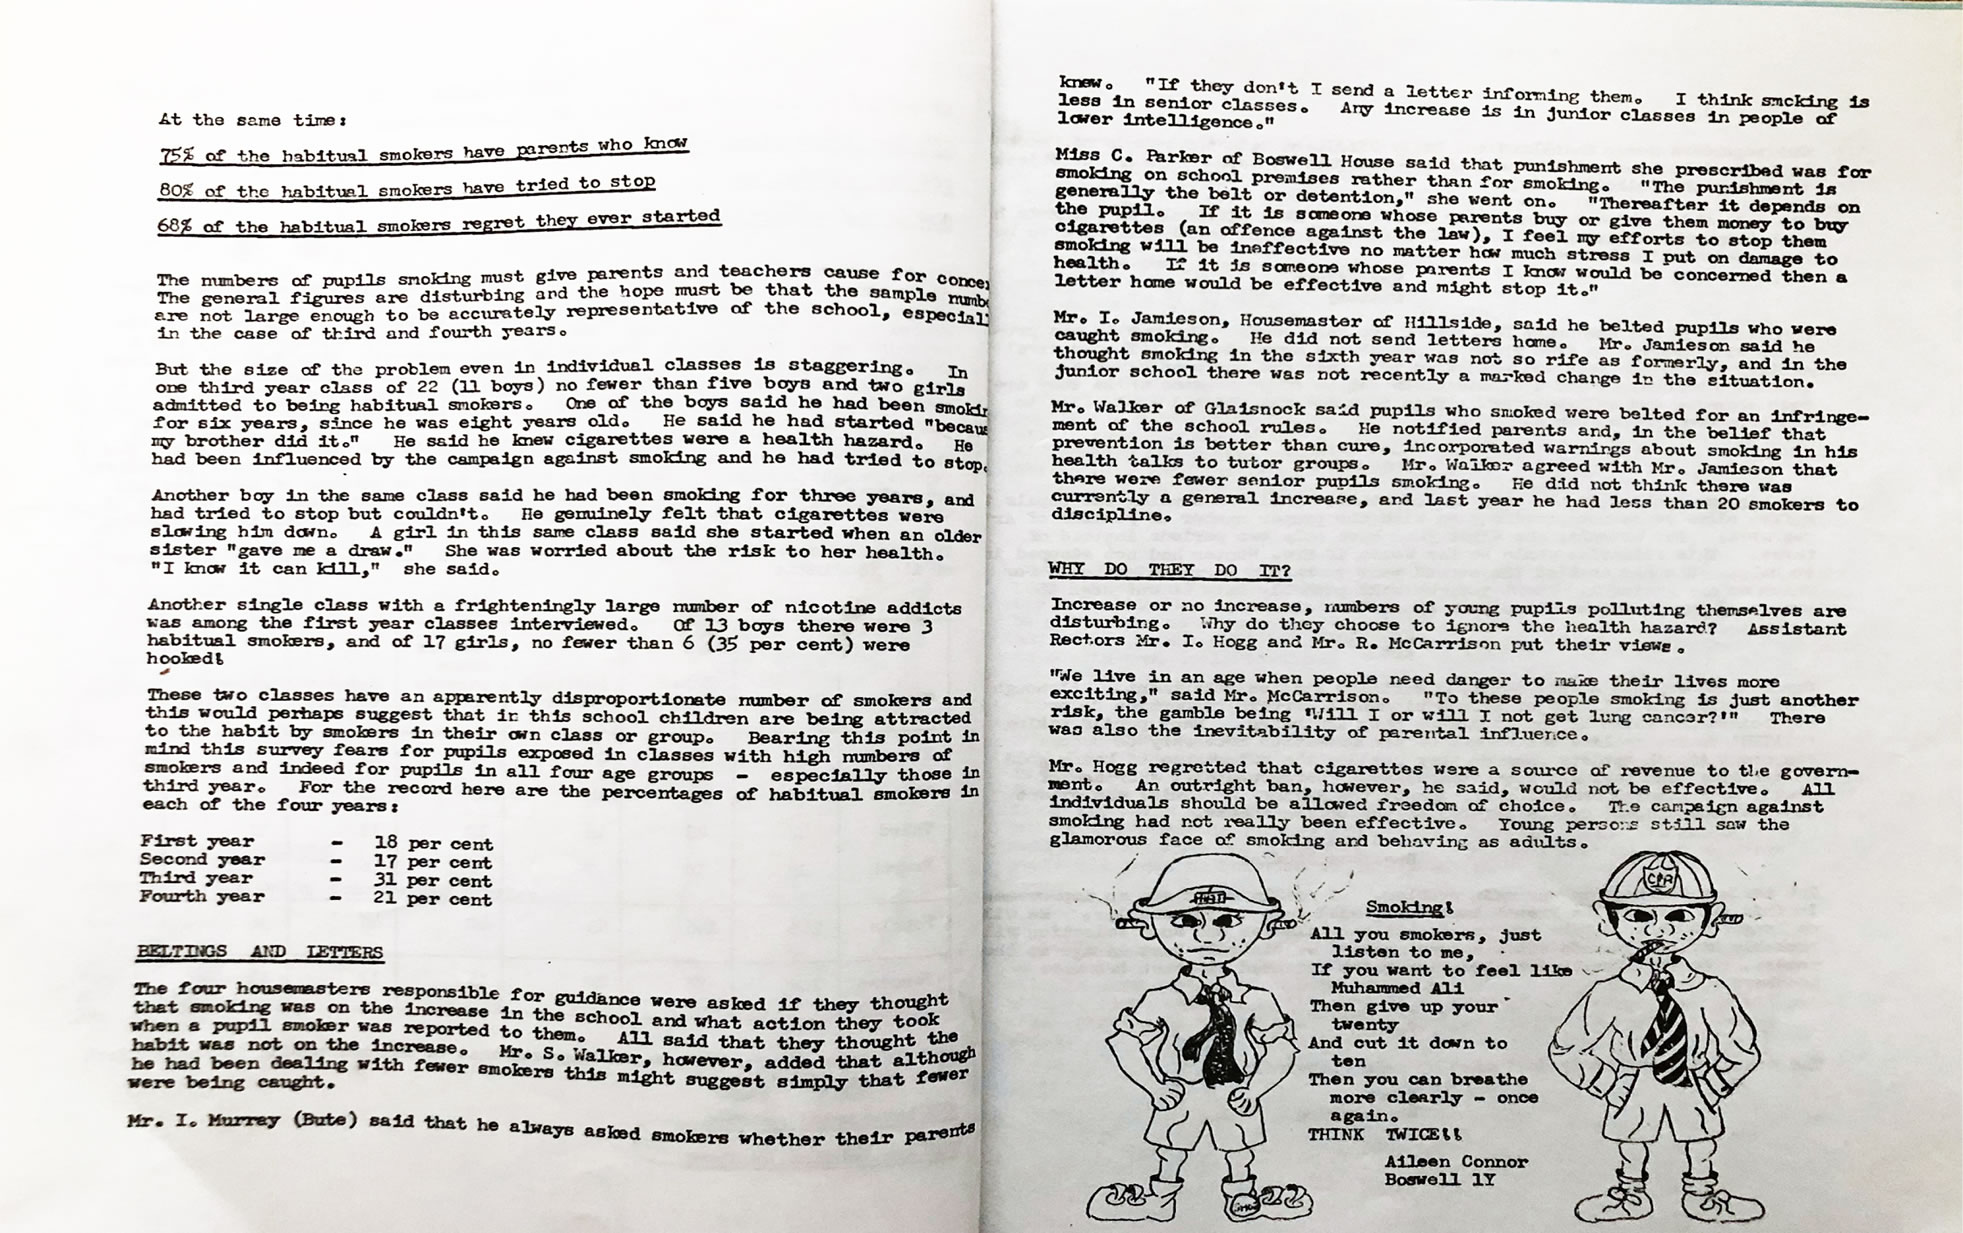 At the same time:
75% of the habitual smokers have parents who know
80% of the habitual smokers have tried to stop
68% of the habitual smokers regret they ever started
The numbers of pupils smoking must give parents and teachers cause for
The general figures are disturbing and the hope must be that the sample
are not large enough to be accurately representative of the school,
in the case of third and fourth years.
But the size of the problem even in individual classes is staggering. In
one third year class of 22 (11 boys) no fewer than five boys and two girls
admitted to being habitual smokers. One of the boys said he had been
for six years, since he was eight years old. He said he had started
my brother did it." He said he knew cigarettes were a health hazard. He
had been influenced by the campaign against smoking and he had tried to stop.
Another boy in the same class said he had been smoking for three years, and
had tried to stop but couldn't. He genuinely felt that cigarettes were
slowing him down. A girl in this same class said she started when an older
sister "gave me a draw." She was worried about the risk to her health.
"I know it can kill," she said.
Another single class with a frighteningly large number of nicotine addicts
was among the first year classes interviewed. Of 13 boys there were 3
habitual smokers, and of 17 girls, no fewer than 6 (35 per cent) were
hooked!
These two classes have an apparently disproportionate number of smokers and
this would perhaps suggest that in this school children are being attracted
to the habit by smokers in their own class or group. Bearing this point in
mind this survey fears for pupils exposed in classes with high numbers of
smokers and indeed for pupils in all four age groups - especially those in
third year. For the record here are the percentages of habitual smokers in
each of the four years:
First year - 18 per cent
Second year - 17 per cent
Third year - 31 per cent
Fourth year - 21 per cent
BELTINGS AND LETTERS
The four housemasters responsible for guidance were asked if they thought
that smoking was on the increase in the school and what action they took
when a pupil smoker was reported to them. All said that they thought the
habit was not on the increase. Mr. S. Walker, however, added that although
he had been dealing with fewer smokers this might suggest simply that fewer
were being caught.
Mr. I. Murray (Bute) said that he always asked smokers whether their parents
knew. "If they don't I send a letter informing them. I think smoking is
less in senior classes. Any increase is in junior classes in people of
lower intelligence."
Miss C. Parker of Boswell House said that punishment she prescribed was for
smoking on school premises rather than for smoking. "The punishment is
generally the belt or detention," she went on. "Thereafter it depends on
the pupil. If it is someone whose parents buy or give them money to buy
cigarettes (an offence against the law), I feel my efforts to stop them
smoking will be ineffective no matter how much stress I put on damage to
health. If it is someone whose parents I know would be concerned then a
letter home would be effective and might stop it."
Mr. I. Jamieson, Housemaster of Hillside, said he belted pupils who were
caught smoking. He did not send letters home. Mr. Jamieson said he
thought smoking in the sixth year was not so rife as formerly, and in the
junior school there was not recently a marked change in the situation.
Mr. Walker of Glaisnock said pupils who smoked were belted for an infringe-
ment of the school rules. He notified parents and, in the belief that
prevention is better than cure, incorporated warnings about smoking in his
health talks to tutor groups. Mr. Walker agreed with Mr. Jamieson that
there were fewer senior pupils smoking. He did not think there was
currently a general increase, and last year he had less than 20 smokers to
discipline.
WHY DO THEY DO IT?
Increase or no increase, numbers of young pupils polluting themselves are
disturbing. Why do they choose to ignore the health hazard? Assistant
Rectors Mr. I. Hogg and Mr. R. McCarrison put their views.
"We live in an age when people need danger to make their lives more
exciting," said Mr. McCarrison. "To these people smoking is just another
risk, the gamble being 'Will I or will I not get lung cancer?'" There
was also the inevitability of parental influence.
Mr. Hogg regretted that cigarettes were a source of revenue to the govern-
ment. An outright ban, however, he said, would not be effective. All
individuals should be allowed freedom of choice. The campaign against
smoking had not really been effective. Young persons still saw the
glamorous face of smoking and behaving as adults.
Smoking!
All you smokers, just
listen to me,
If you want to feel like
Muhammed Ali
Then give up your
twenty
And cut it down to
ten
Then you can breathe
more clearly - once
again.
THINK TWICE!!
Aileen Connor
Boswell 1Y